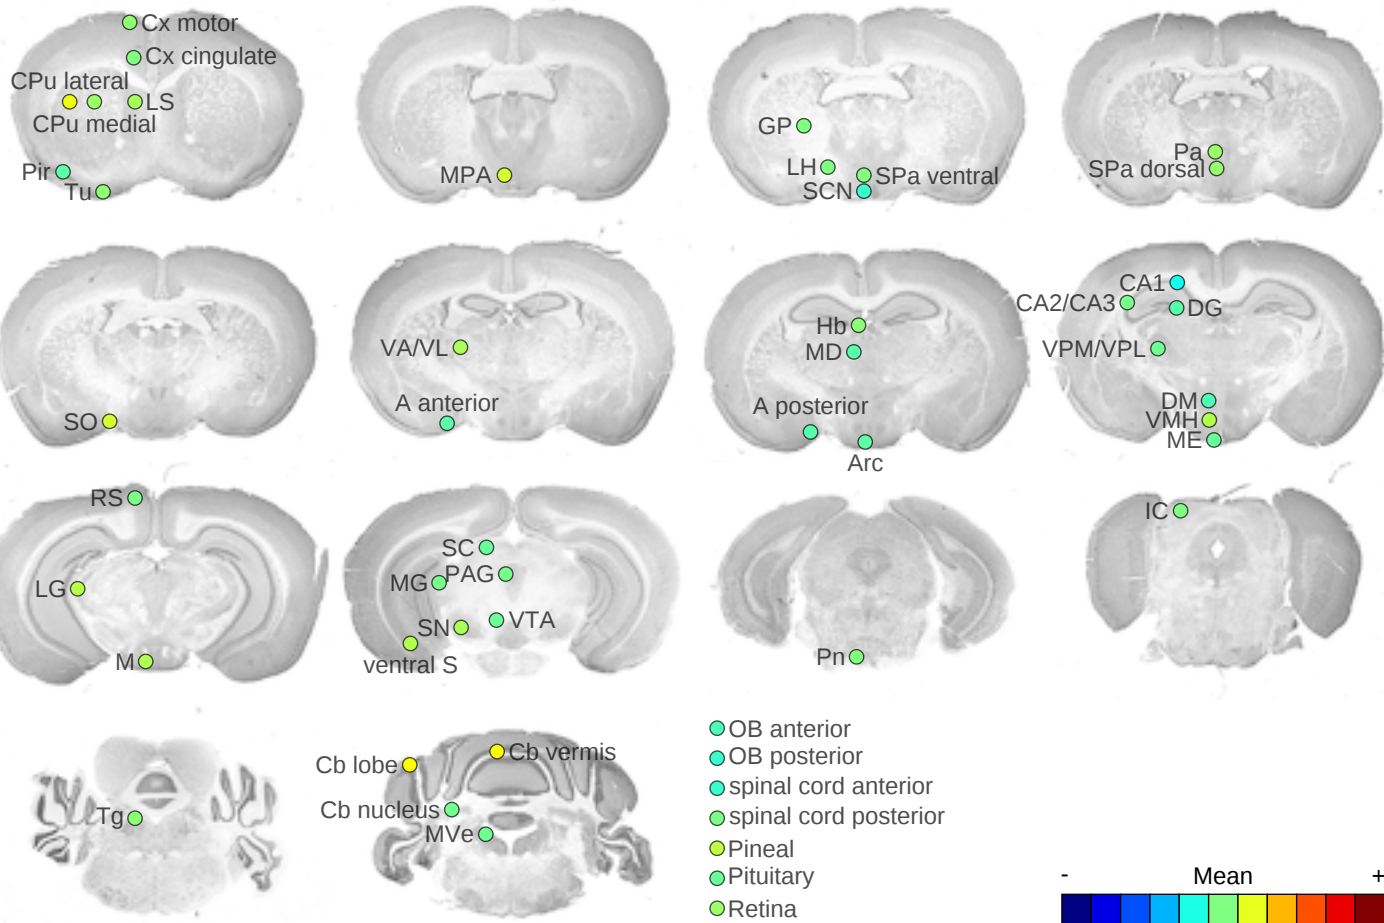 Cx motor
Cx cingulate
CPu lateral
LS
CPu medial
Pir
Tu
MPA
GP
LH
SPa ventral
SCN
Pa
SPa dorsal
SO
VA/VL
A anterior
Hb
MD
A posterior
Arc
CA1
CA2/CA3
DG
VPM/VPL
DM
VMH
ME
RS
LG
M
SC
MG
PAG
SN
VTA
ventral S
Pn
IC
Tg
Cb lobe
Cb vermis
Cb nucleus
MVe
OB anterior
OB posterior
spinal cord anterior
spinal cord posterior
Pineal
Pituitary
Retina
- Mean +